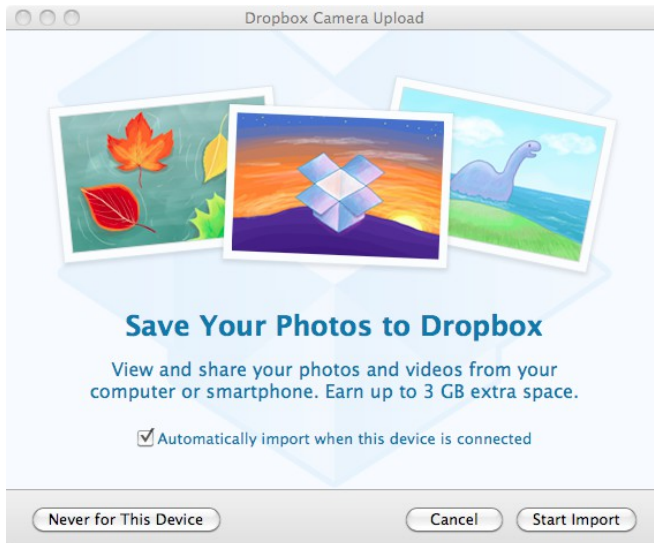 Dropbox Camera Upload
Save Your Photos to Dropbox
View and share your photos and videos from your
computer or smartphone. Earn up to 3 GB extra space.
Automatically import when this device is connected
Never for This Device Cancel Start Import